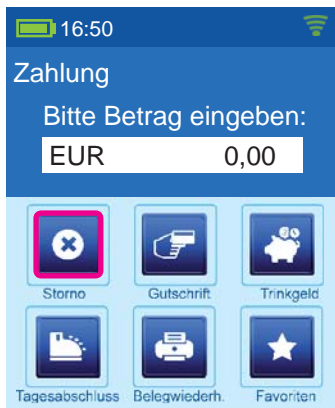 16:50
Zahlung
Bitte Betrag eingeben:
EUR 0,00
Storno Gutschrift Trinkgeld
Tagesabschluss Belegwiederh. Favoriten